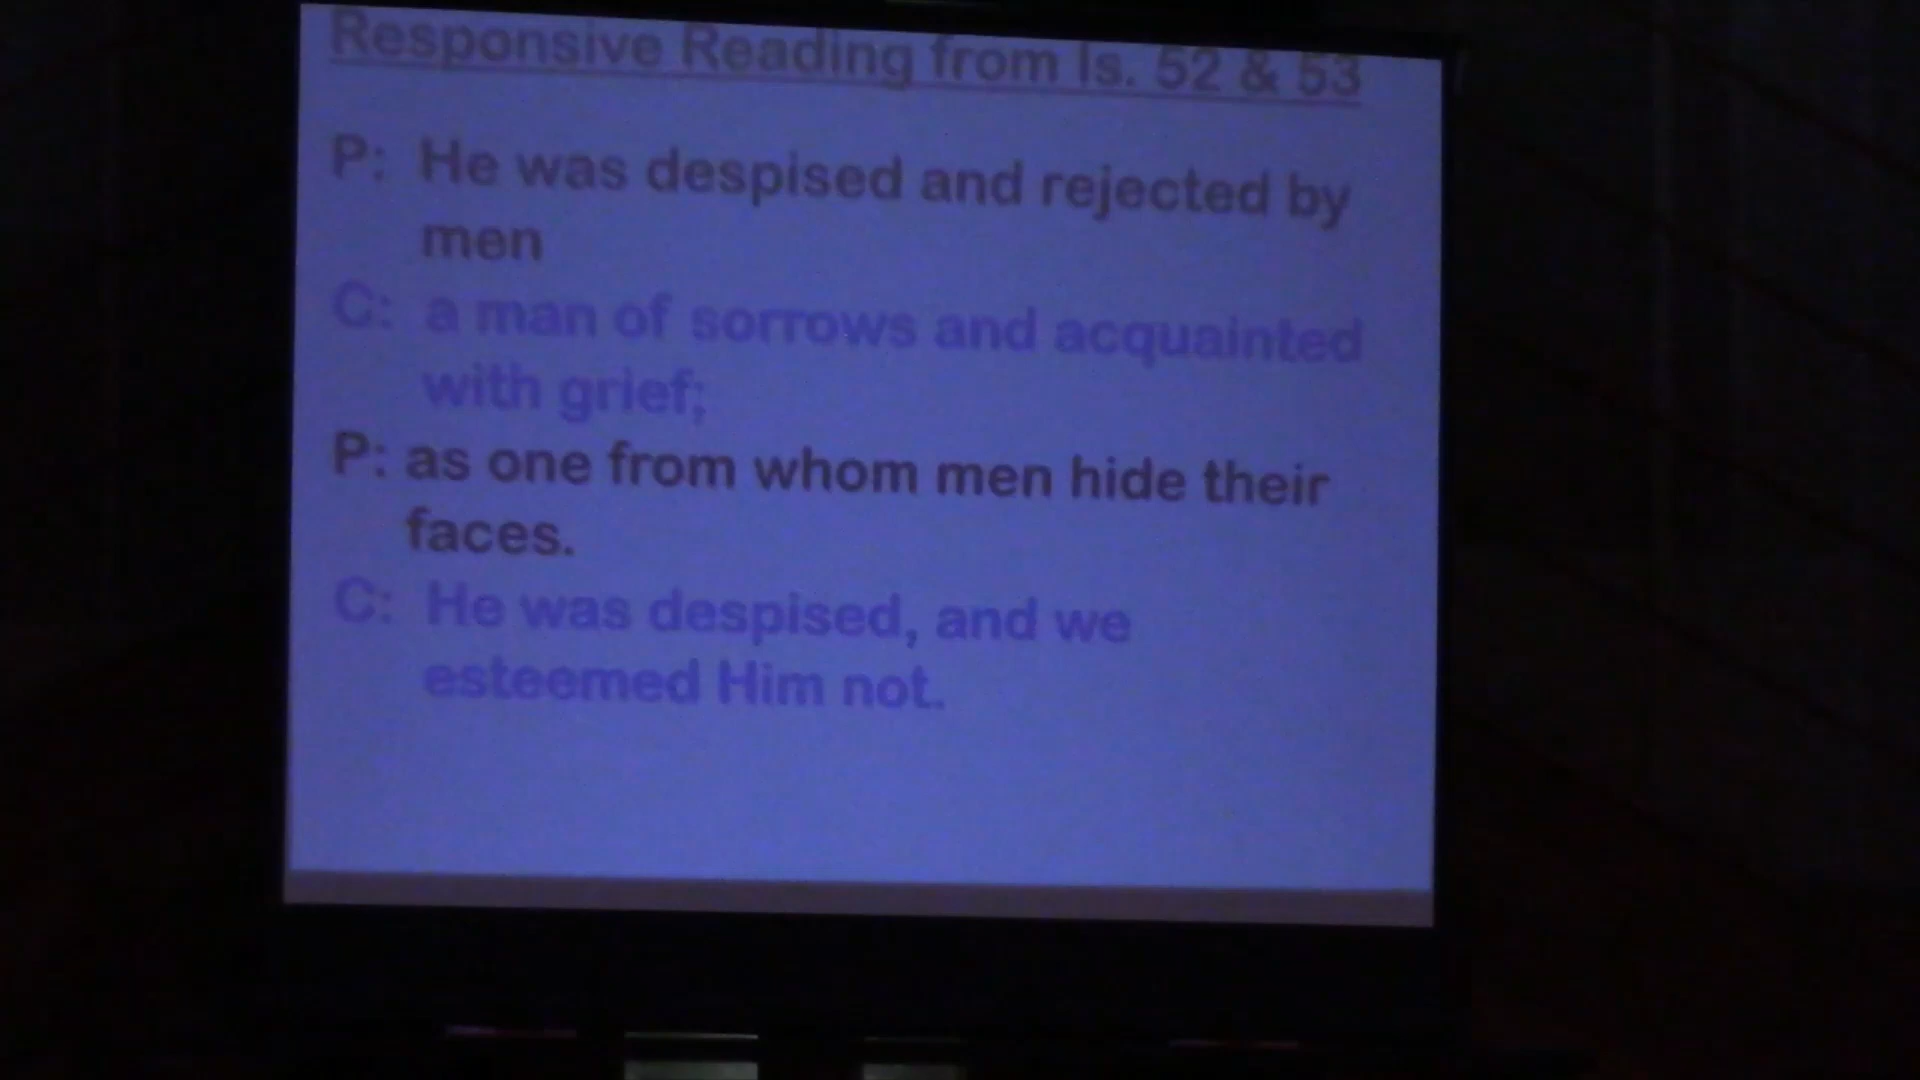 Responsive Reading from Is. 52 & 53
P: He was despised and rejected by
men
C: a man of sorrows and acquainted
with grief;
P: as one from whom men hide their
faces.
C: He was despised, and we
esteemed Him not.